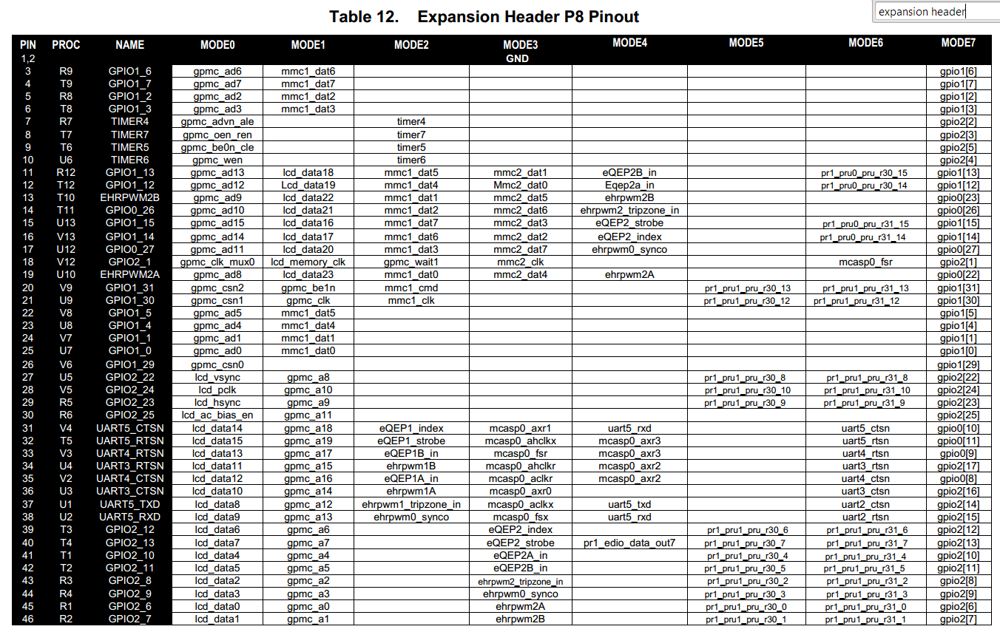 Table 12. Expansion Header P8 Pinout
expansion header
PIN PROC NAME MODE0 MODE1 MODE2 MODE3 MODE4 MODE5 MODE6 MODE7
1,2 GND
3 R9 GPIO1_6 gpmc_ad6 mmc1_dat6 gpio1[6]
4 T9 GPIO1_7 gpmc_ad7 mmc1_dat7 gpio1[7]
5 R8 GPIO1_2 gpmc_ad2 mmc1_dat2 gpio1[2]
6 T8 GPIO1_3 gpmc_ad3 mmc1_dat3 gpio1[3]
7 R7 TIMER4 gpmc_advn_ale timer4 gpio2[2]
8 T7 TIMER7 gpmc_oen_ren timer7 gpio2[3]
9 T6 TIMER5 gpmc_be0n_cle timer5 gpio2[5]
10 U6 TIMER6 gpmc_wen timer6 gpio2[4]
11 R12 GPIO1_13 gpmc_ad13 lcd_data18 mmc1_dat5 mmc2_dat1 eQEP2B_in pr1_pru0_pru_r30_15 gpio1[13]
12 T12 GPIO1_12 gpmc_ad12 Lcd_data19 mmc1_dat4 Mmc2_dat0 Eqep2a_in pr1_pru0_pru_r30_14 gpio1[12]
13 T10 EHRPWM2B gpmc_ad9 lcd_data22 mmc1_dat1 mmc2_dat5 ehrpwm2B gpio0[23]
14 T11 GPIO0_26 gpmc_ad10 lcd_data21 mmc1_dat2 mmc2_dat6 ehrpwm2_tripzone_in gpio0[26]
15 U13 GPIO1_15 gpmc_ad15 lcd_data16 mmc1_dat7 mmc2_dat3 eQEP2_strobe pr1_pru0_pru_r31_15 gpio1[15]
16 V13 GPIO1_14 gpmc_ad14 lcd_data17 mmc1_dat6 mmc2_dat2 eQEP2_index pr1_pru0_pru_r31_14 gpio1[14]
17 U12 GPIO0_27 gpmc_ad11 lcd_data20 mmc1_dat3 mmc2_dat7 ehrpwm0_synco gpio0[27]
18 V12 GPIO2_1 gpmc_clk_mux0 lcd_memory_clk gpmc_wait1 mmc2_clk mcasp0_fsr gpio2[1]
19 U10 EHRPWM2A gpmc_ad8 lcd_data23 mmc1_dat0 mmc2_dat4 ehrpwm2A gpio0[22]
20 V9 GPIO1_31 gpmc_csn2 gpmc_be1n mmc1_cmd pr1_pru1_pru_r30_13 pr1_pru1_pru_r31_13 gpio1[31]
21 U9 GPIO1_30 gpmc_csn1 gpmc_clk mmc1_clk pr1_pru1_pru_r30_12 pr1_pru1_pru_r31_12 gpio1[30]
22 V8 GPIO1_5 gpmc_ad5 mmc1_dat5 gpio1[5]
23 U8 GPIO1_4 gpmc_ad4 mmc1_dat4 gpio1[4]
24 V7 GPIO1_1 gpmc_ad1 mmc1_dat1 gpio1[1]
25 U7 GPIO1_0 gpmc_ad0 mmc1_dat0 gpio1[0]
26 V6 GPIO1_29 gpmc_csn0 gpio1[29]
27 U5 GPIO2_22 lcd_vsync gpmc_a8 pr1_pru1_pru_r30_8 pr1_pru1_pru_r31_8 gpio2[22]
28 V5 GPIO2_24 lcd_pclk gpmc_a10 pr1_pru1_pru_r30_10 pr1_pru1_pru_r31_10 gpio2[24]
29 R5 GPIO2_23 lcd_hsync gpmc_a9 pr1_pru1_pru_r30_9 pr1_pru1_pru_r31_9 gpio2[23]
30 R6 GPIO2_25 lcd_ac_bias_en gpmc_a11 gpio2[25]
31 V4 UART5_CTSN lcd_data14 gpmc_a18 eQEP1_index mcasp0_axr1 uart5_rxd uart5_ctsn gpio0[10]
32 T5 UART5_RTSN lcd_data15 gpmc_a19 eQEP1_strobe mcasp0_ahclkx mcasp0_axr3 uart5_rtsn gpio0[11]
33 V3 UART4_RTSN lcd_data13 gpmc_a17 eQEP1B_in mcasp0_fsr mcasp0_axr3 uart4_rtsn gpio0[9]
34 U4 UART3_RTSN lcd_data11 gpmc_a15 ehrpwm1B mcasp0_ahclkr mcasp0_axr2 uart3_rtsn gpio2[17]
35 V2 UART4_CTSN lcd_data12 gpmc_a16 eQEP1A_in mcasp0_aclkr mcasp0_axr2 uart4_ctsn gpio0[8]
36 U3 UART3_CTSN lcd_data10 gpmc_a14 ehrpwm1A mcasp0_axr0 uart3_ctsn gpio2[16]
37 U1 UART5_TXD lcd_data8 gpmc_a12 ehrpwm1_tripzone_in mcasp0_aclkx uart5_txd uart2_ctsn gpio2[14]
38 U2 UART5_RXD lcd_data9 gpmc_a13 ehrpwm0_synco mcasp0_fsx uart5_rxd uart2_rtsn gpio2[15]
39 T3 GPIO2_12 lcd_data6 gpmc_a6 eQEP2_index pr1_pru1_pru_r30_6 pr1_pru1_pru_r31_6 gpio2[12]
40 T4 GPIO2_13 lcd_data7 gpmc_a7 eQEP2_strobe pr1_edio_data_out7 pr1_pru1_pru_r30_7 pr1_pru1_pru_r31_7 gpio2[13]
41 T1 GPIO2_10 lcd_data4 gpmc_a4 eQEP2A_in pr1_pru1_pru_r30_4 pr1_pru1_pru_r31_4 gpio2[10]
42 T2 GPIO2_11 lcd_data5 gpmc_a5 eQEP2B_in pr1_pru1_pru_r30_5 pr1_pru1_pru_r31_5 gpio2[11]
43 R3 GPIO2_8 lcd_data2 gpmc_a2 ehrpwm2_tripzone_in pr1_pru1_pru_r30_2 pr1_pru1_pru_r31_2 gpio2[8]
44 R4 GPIO2_9 lcd_data3 gpmc_a3 ehrpwm0_synco pr1_pru1_pru_r30_3 pr1_pru1_pru_r31_3 gpio2[9]
45 R1 GPIO2_6 lcd_data0 gpmc_a0 ehrpwm2A pr1_pru1_pru_r30_0 pr1_pru1_pru_r31_0 gpio2[6]
46 R2 GPIO2_7 lcd_data1 gpmc_a1 ehrpwm2B pr1_pru1_pru_r30_1 pr1_pru1_pru_r31_1 gpio2[7]